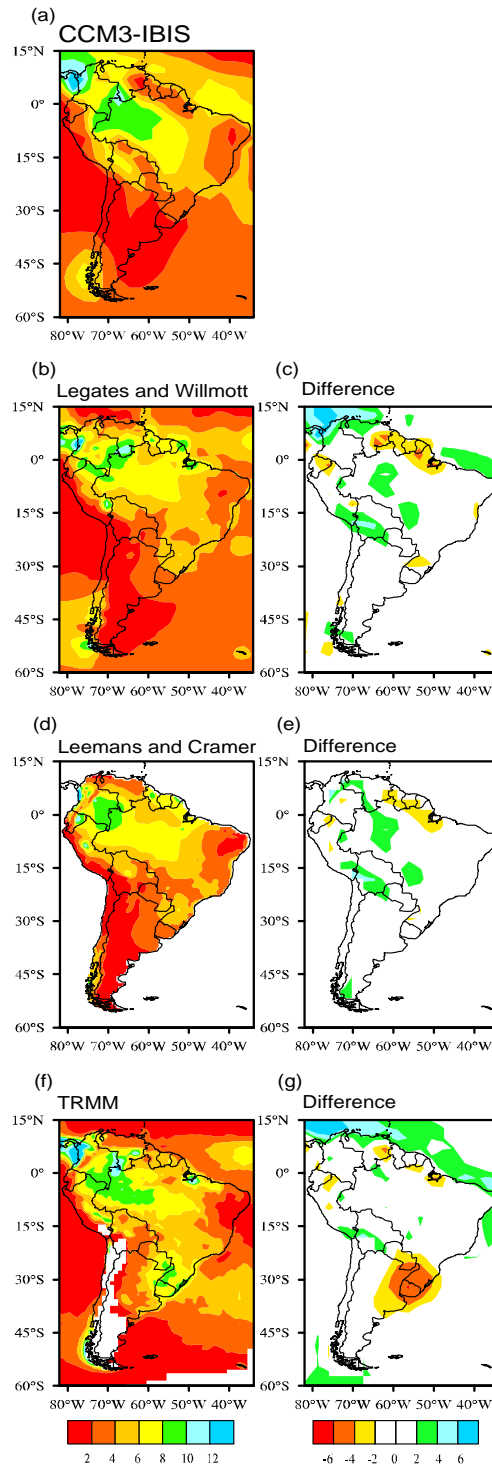 (a)
CCM3-IBIS
15°N
0°
15°S
30°S
45°S
60°S
80°W 70°W 60°W 50°W 40°W
(b) (c)
Legates and Willmott Difference
15°N 15°N
0° 0°
15°S 15°S
30°S 30°S
45°S 45°S
60°S 60°S
80°W 70°W 60°W 50°W 40°W 80°W 70°W 60°W 50°W 40°W
(d) (e)
Leemans and Cramer Difference
15°N 15°N
0° 0°
15°S 15°S
30°S 30°S
45°S 45°S
60°S 60°S
80°W 70°W 60°W 50°W 40°W 80°W 70°W 60°W 50°W 40°W
(f) (g)
TRMM Difference
15°N 15°N
0° 0°
15°S 15°S
30°S 30°S
45°S 45°S
60°S 60°S
80°W 70°W 60°W 50°W 40°W 80°W 70°W 60°W 50°W 40°W
2 4 6 8 10 12 -6 -4 -2 0 2 4 6